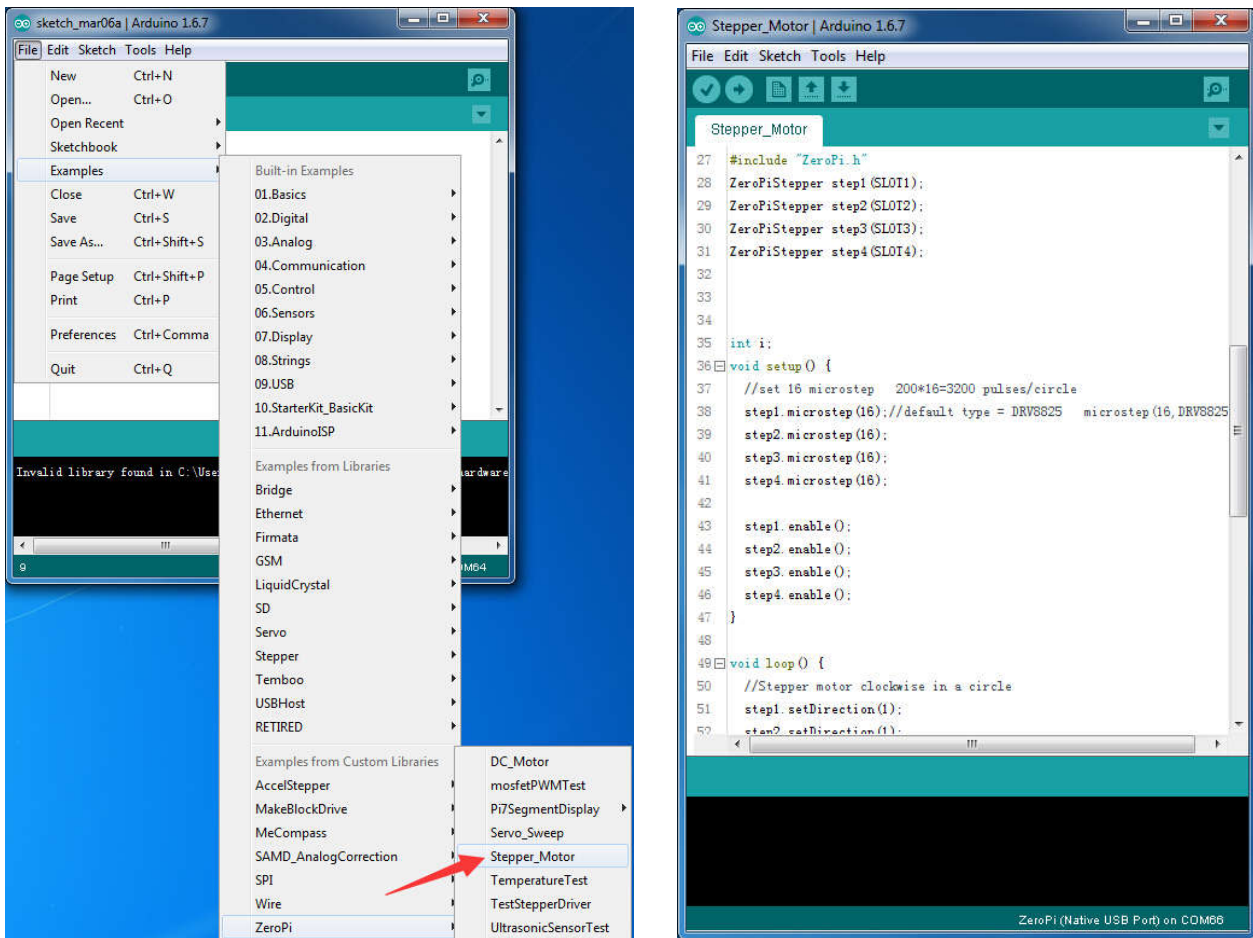 sketch_mar06a | Arduino 1.6.7
File Edit Sketch Tools Help
New Ctrl+N
Open... Ctrl+O
Open Recent
Sketchbook
Examples
Close Ctrl+W
Save Ctrl+S
Save As... Ctrl+Shift+S
Page Setup Ctrl+Shift+P
Print Ctrl+P
Preferences Ctrl+Comma
Quit Ctrl+Q
Built-in Examples
01.Basics
02.Digital
03.Analog
04.Communication
05.Control
06.Sensors
07.Display
08.Strings
09.USB
10.StarterKit_BasicKit
11.ArduinoISP
Examples from Libraries
Bridge
Ethernet
Firmata
GSM
LiquidCrystal
SD
Servo
Stepper
Temboo
USBHost
RETIRED
Examples from Custom Libraries
AccelStepper
MakeBlockDrive
MeCompass
SAMD_AnalogCorrection
SPI
Wire
ZeroPi
DC_Motor
mosfetPWMTest
Pi7SegmentDisplay
Servo_Sweep
Stepper_Motor
TemperatureTest
TestStepperDriver
UltrasonicSensorTest
Invalid library found in C:\Use
ardware
9
M64
Stepper_Motor | Arduino 1.6.7
File Edit Sketch Tools Help
Stepper_Motor
27 #include "ZeroPi.h"
28 ZeroPiStepper step1(SLOT1);
29 ZeroPiStepper step2(SLOT2);
30 ZeroPiStepper step3(SLOT3);
31 ZeroPiStepper step4(SLOT4);
32
33
34
35 int i;
36 void setup() {
37 //set 16 microstep 200*16=3200 pulses/circle
38 step1.microstep(16);//default type = DRV8825 microstep(16,DRV8825
39 step2.microstep(16);
40 step3.microstep(16);
41 step4.microstep(16);
42
43 step1.enable();
44 step2.enable();
45 step3.enable();
46 step4.enable();
47 }
48
49 void loop() {
50 //Stepper motor clockwise in a circle
51 step1.setDirection(1);
52 step2.setDirection(1);
ZeroPi (Native USB Port) on COM66